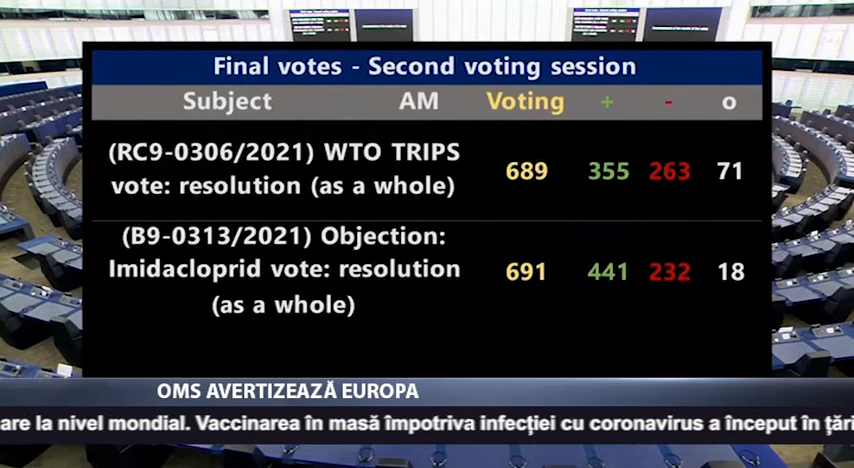 Final votes - Second voting session
Subject AM Voting + - o
(RC9-0306/2021) WTO TRIPS
vote: resolution (as a whole) 689 355 263 71
(B9-0313/2021) Objection:
Imidacloprid vote: resolution 691 441 232 18
(as a whole)
OMS AVERTIZEAZĂ EUROPA
are la nivel mondial. Vaccinarea în masă împotriva infecției cu coronavirus a început în țări